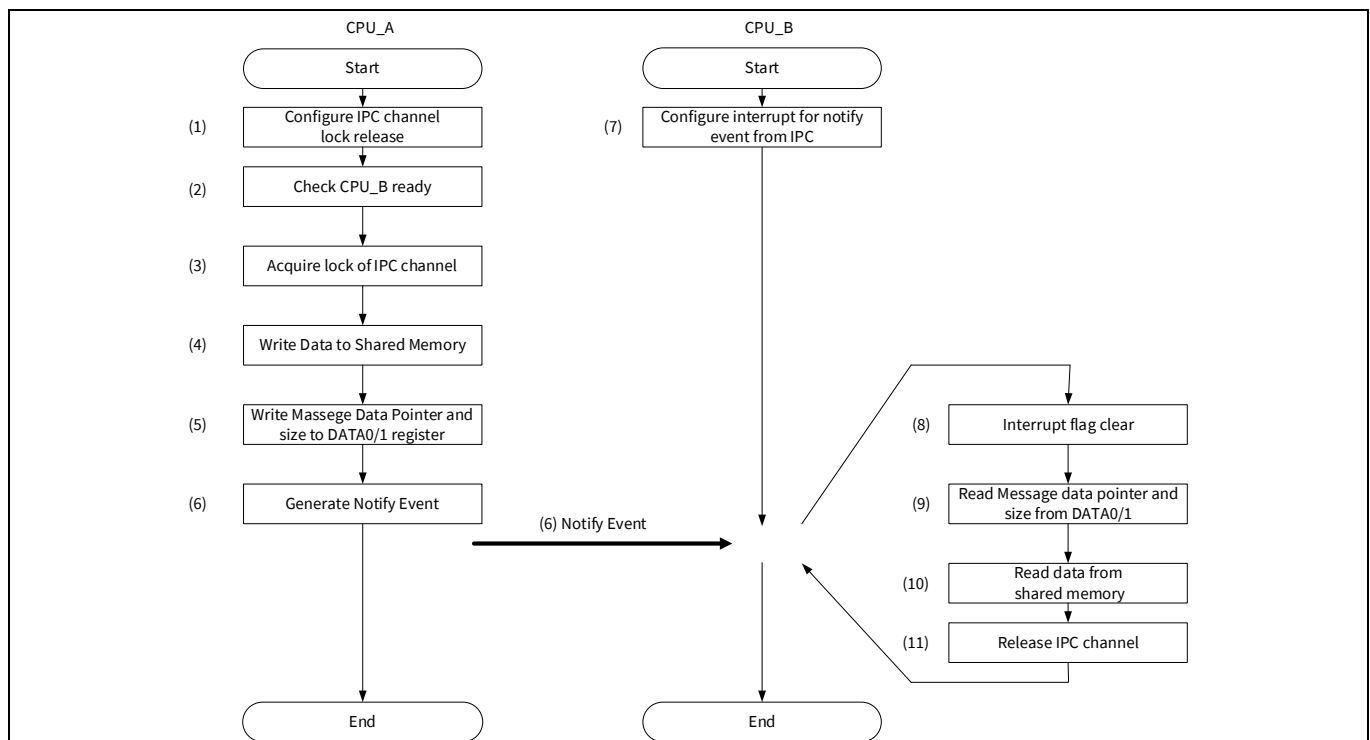 CPU_A
Start
(1)
Configure IPC channel
lock release
(2)
Check CPU_B ready
(3)
Acquire lock of IPC channel
(4)
Write Data to Shared Memory
(5)
Write Massege Data Pointer and
size to DATA0/1 register
(6)
Generate Notify Event
End
(6) Notify Event
CPU_B
Start
(7)
Configure interrupt for notify
event from IPC
End
(8)
Interrupt flag clear
(9)
Read Message data pointer and
size from DATA0/1
(10)
Read data from
shared memory
(11)
Release IPC channel